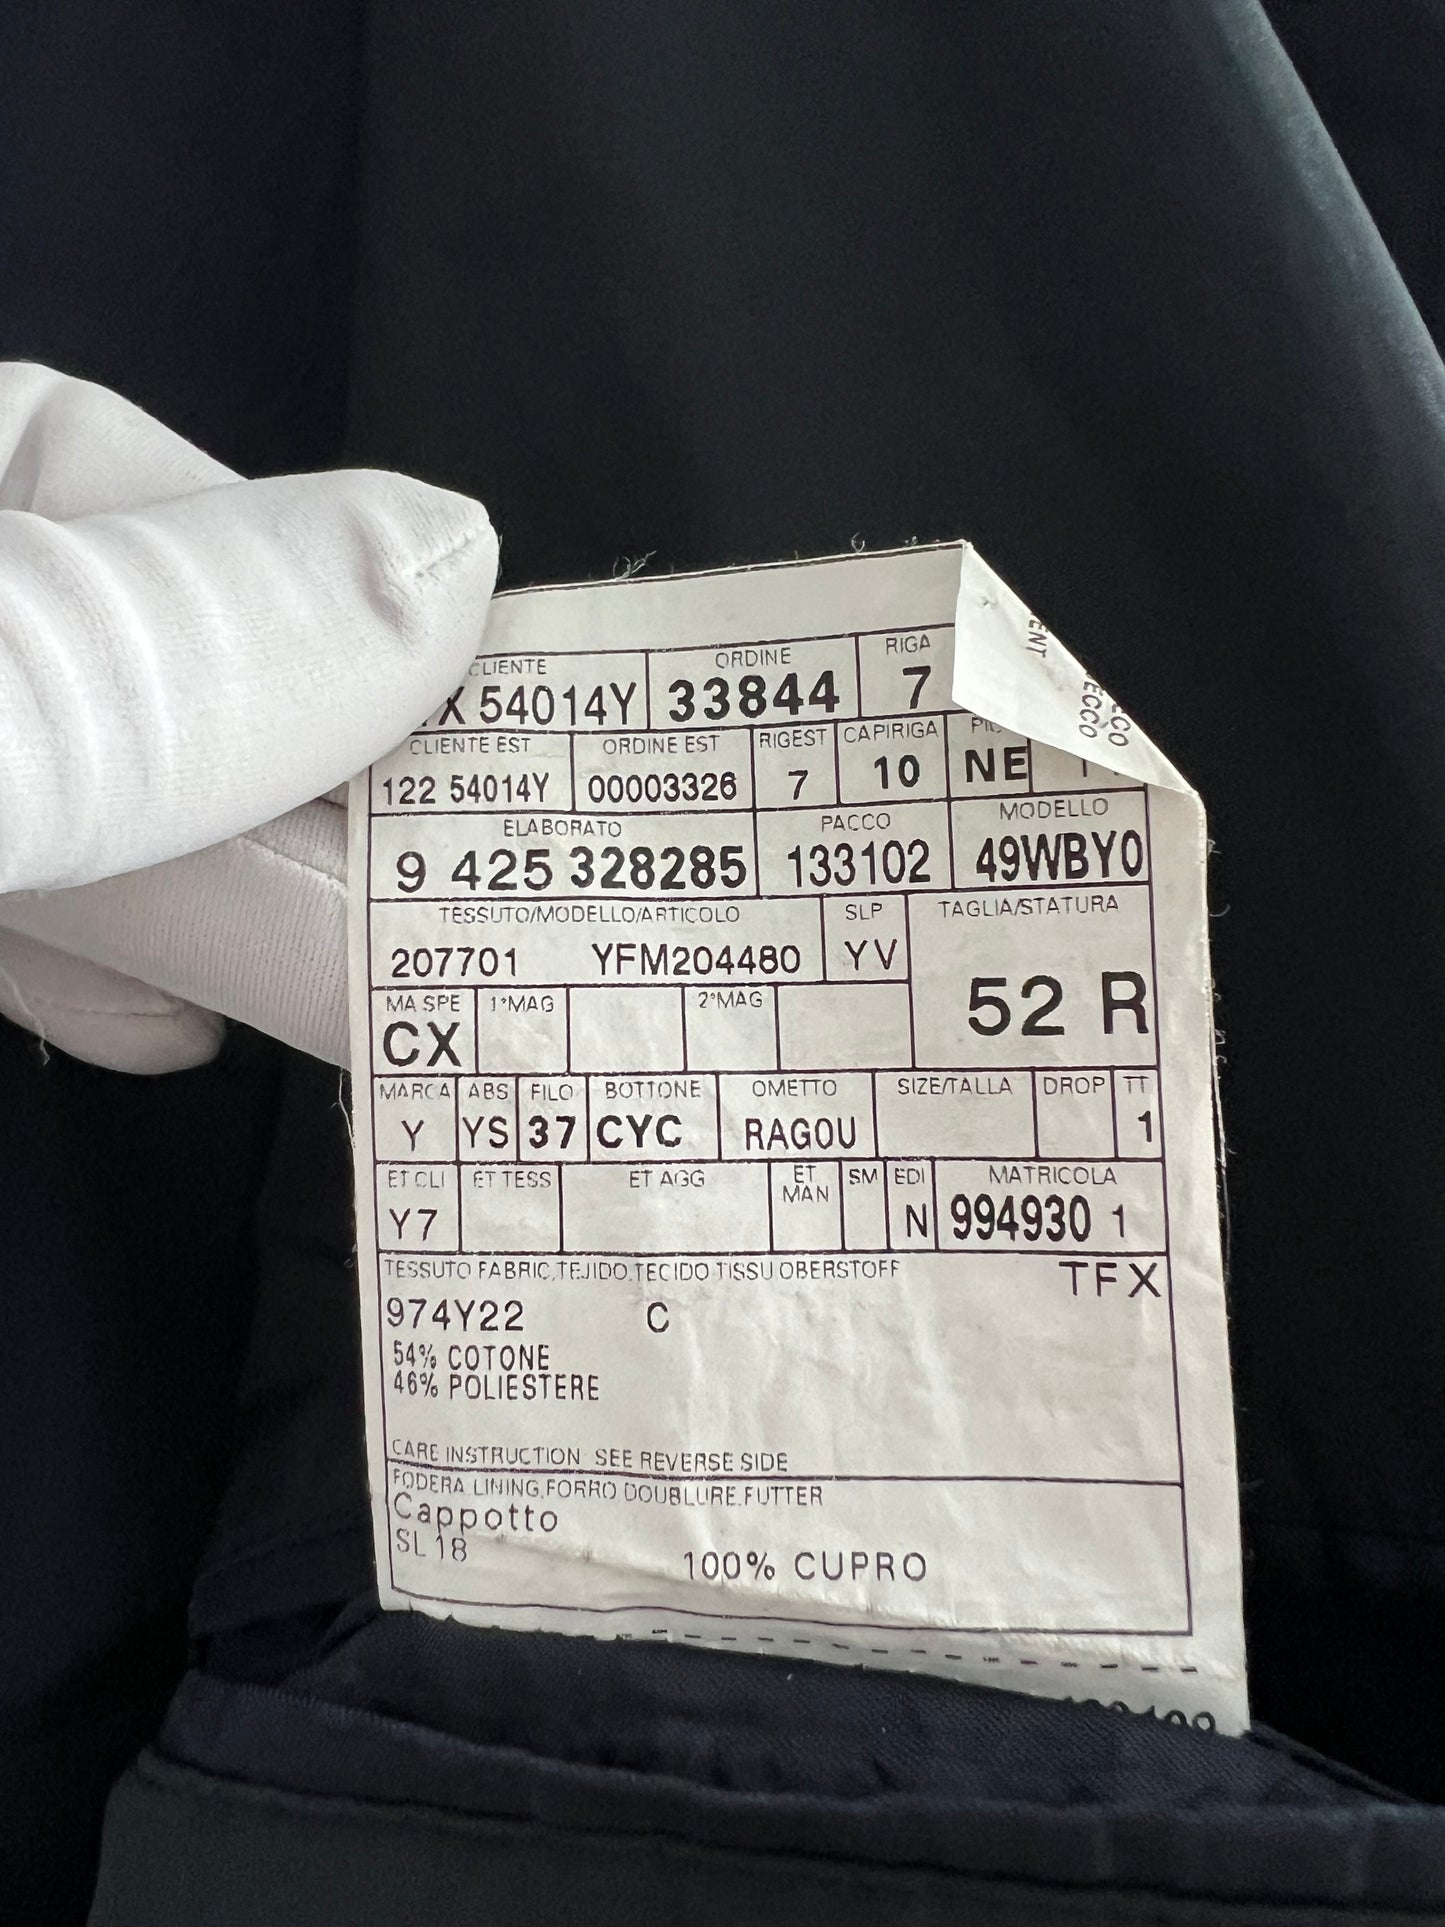 CLIENTE ORDINE RIGA
X 54014Y 33844 7
CLIENTE EST ORDINE EST RIGEST CAPIRIGA
122 54014Y 00003326 7 10 NE
ELABORATO PACCO MODELLO
9 425 328285 133102 49WBY0
TESSUTO/MODELLO/ARTICOLO SLP TAGLIA/STATURA
207701 YFM204480 YV
52 R
MA SPE 1°MAG 2°MAG
CX
MARCA ABS FILO BOTTONE OMETTO SIZE/TALLA DROP TT
Y YS 37 CYC RAGOU 1
ET CLI ET TESS ET AGG ET MAN SM EDI MATRICOLA
Y7 N 994930 1
TESSUTO FABRIC,TEJIDO,TECIDO TISSU OBERSTOFF TFX
974Y22 C
54% COTONE
46% POLIESTERE
CARE INSTRUCTION SEE REVERSE SIDE
FODERA LINING,FORRO DOUBLURE,FUTTER
Cappotto
SL 18 100% CUPRO